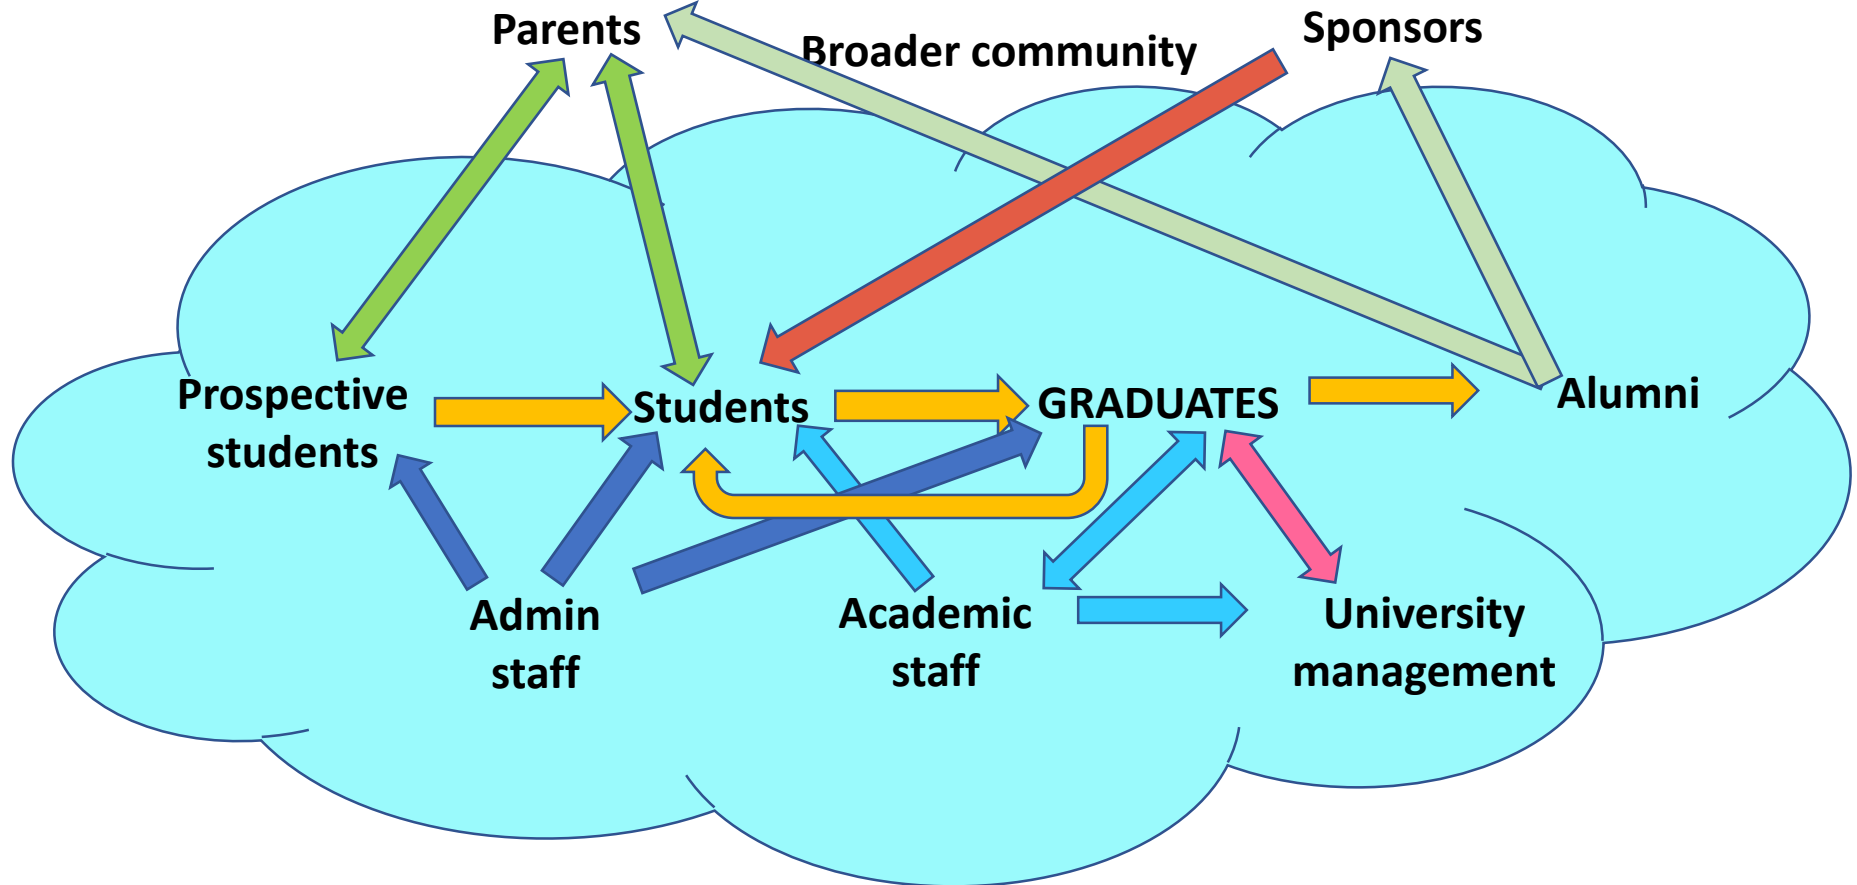 Parents
Broader community
Sponsors
Prospective
students
Students
GRADUATES
Alumni
Admin
staff
Academic
staff
University
management